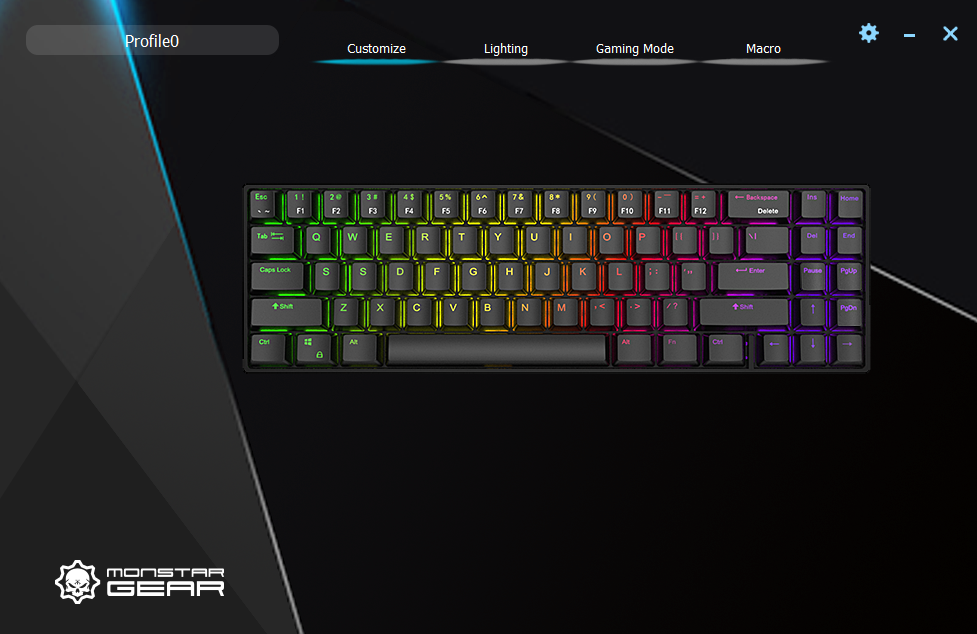 Profile0
Customize Lighting Gaming Mode Macro
Esc 1 ! 2 @ 3 # 4 $ 5 % 6 ^ 7 & 8 * 9 ( 0 ) - = + ← Backspace Ins Home
F1 F2 F3 F4 F5 F6 F7 F8 F9 F10 F11 F12 Delete
Tab Q W E R T Y U I O P \ | Del End
Caps Lock S S D F G H J K L ; : ' " ← Enter Pause PgUp
⬆ Shift Z X C V B N M , < . > / ? ⬆ Shift ↑ PgDn
Ctrl Alt Alt Fn Ctrl ← ↓ →
MONSTAR
GEAR